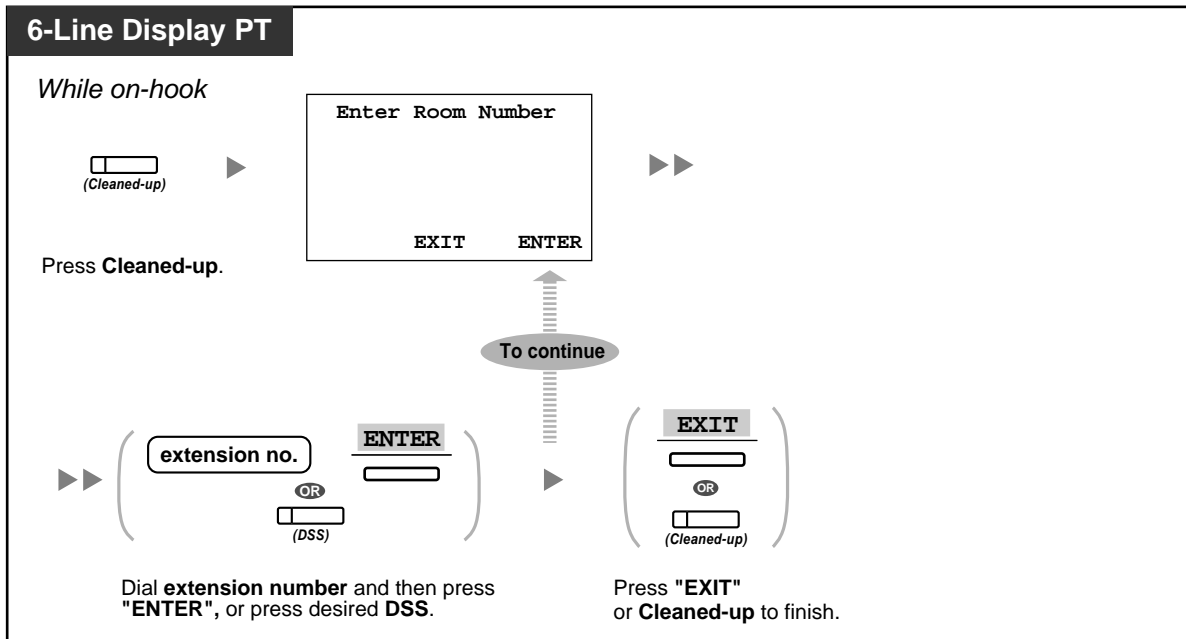 6-Line Display PT
While on-hook
(Cleaned-up)
Press Cleaned-up.
Enter Room Number
EXIT ENTER
To continue
extension no.
ENTER
OR
(DSS)
Dial extension number and then press
"ENTER", or press desired DSS.
EXIT
OR
(Cleaned-up)
Press "EXIT"
or Cleaned-up to finish.